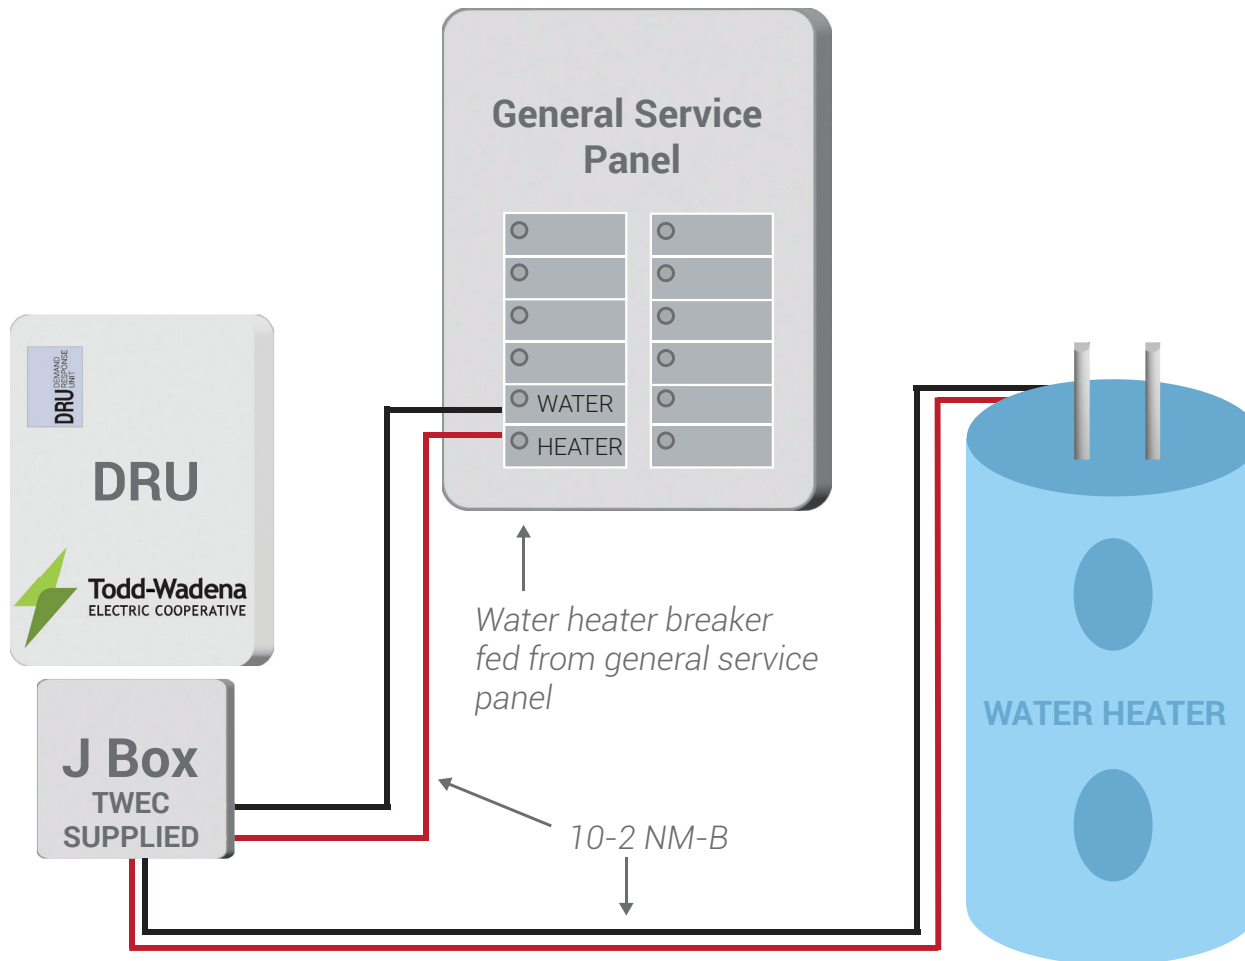 General Service
Panel
WATER
HEATER
DRU
DEMAND
RESPONSE
UNIT
DRU
Todd-Wadena
ELECTRIC COOPERATIVE
Water heater breaker
fed from general service
panel
J Box
TWEC
SUPPLIED
10-2 NM-B
WATER HEATER